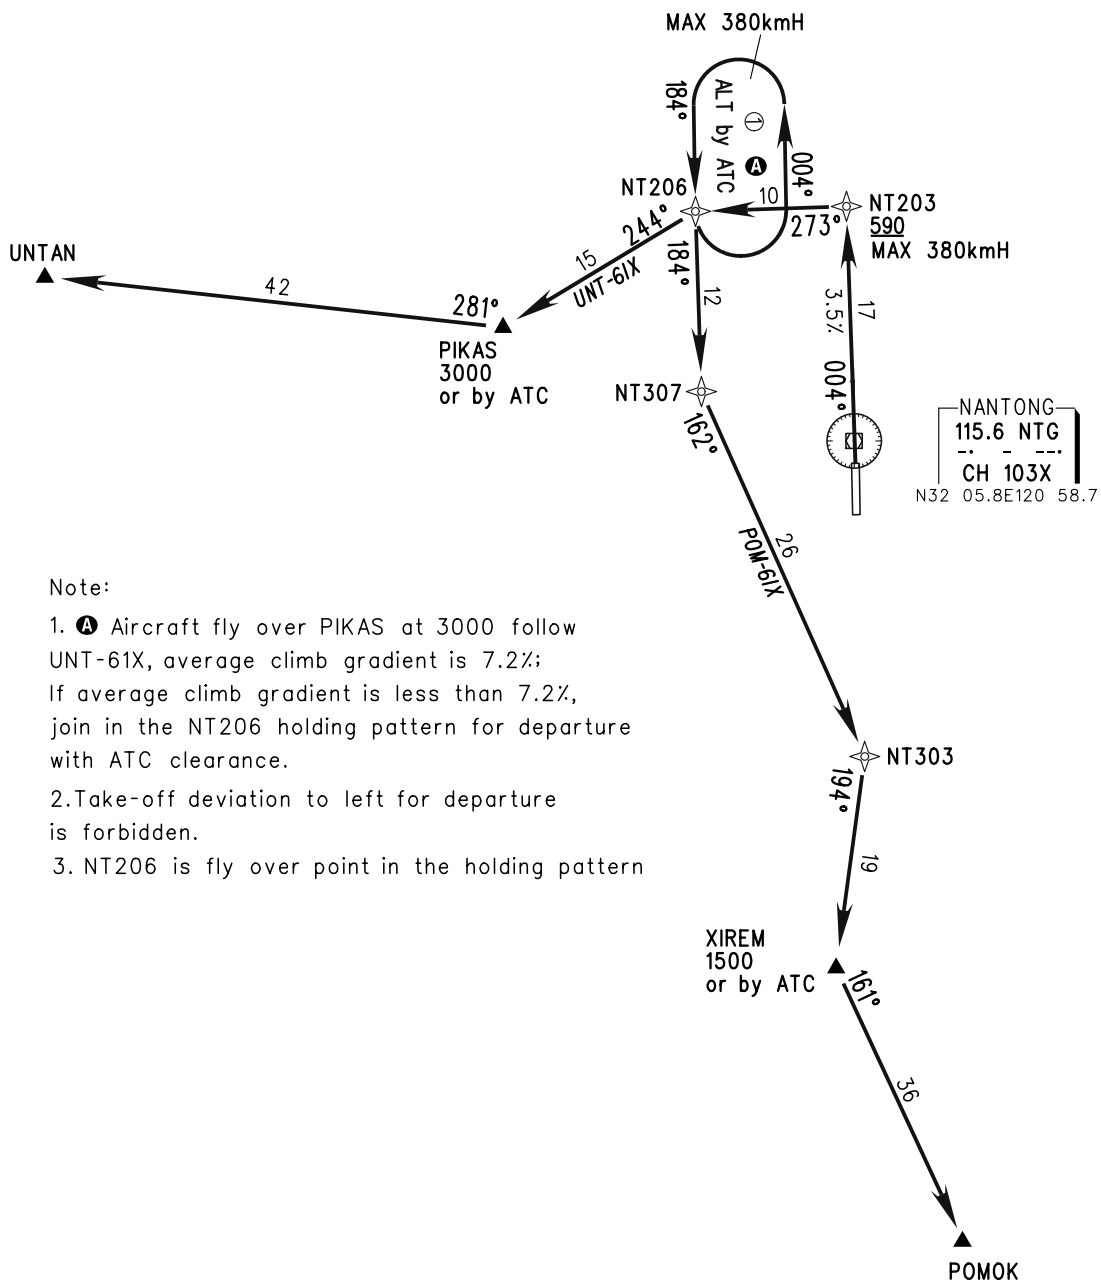 MAX 380kmH
184°
ALT by ATC
①
A
004°
NT206
10
273°
NT203
590
MAX 380kmH
244°
15
UNT-61X
184°
12
UNTAN
42
281°
PIKAS
3000
or by ATC
17
3.5%
004°
NT307
162°
NANTONG
115.6 NTG
-· - --·
CH 103X
N32 05.8E120 58.7
26
POM-61X
Note:
1. A Aircraft fly over PIKAS at 3000 follow
UNT-61X, average climb gradient is 7.2%;
If average climb gradient is less than 7.2%,
join in the NT206 holding pattern for departure
with ATC clearance.
2.Take-off deviation to left for departure
is forbidden.
3. NT206 is fly over point in the holding pattern
NT303
194°
19
XIREM
1500
or by ATC
161°
36
POMOK